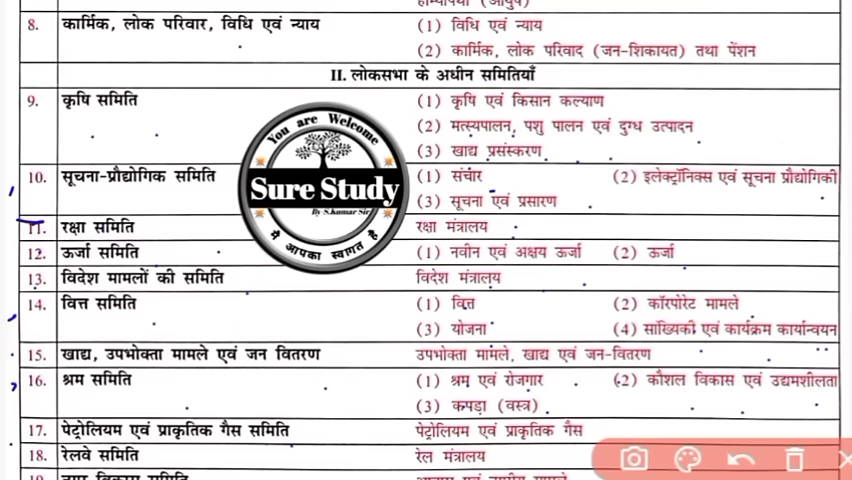 होम्योपैथी (आयुष)
8. कार्मिक, लोक परिवार, विधि एवं न्याय (1) विधि एवं न्याय
(2) कार्मिक, लोक परिवाद (जन-शिकायत) तथा पेंशन
II. लोकसभा के अधीन समितियाँ
9. कृषि समिति (1) कृषि एवं किसान कल्याण
(2) मत्स्यपालन, पशु पालन एवं दुग्ध उत्पादन
(3) खाद्य प्रसंस्करण
10. सूचना-प्रौद्योगिक समिति (1) संचार (2) इलेक्ट्रॉनिक्स एवं सूचना प्रौद्योगिकी
(3) सूचना एवं प्रसारण
You are Welcome
Sure Study
By S.Kumar Sir
मै आपका स्वागत है
11. रक्षा समिति रक्षा मंत्रालय
12. ऊर्जा समिति (1) नवीन एवं अक्षय ऊर्जा (2) ऊर्जा
13. विदेश मामलों की समिति विदेश मंत्रालय
14. वित्त समिति (1) वित्त (2) कॉरपोरेट मामले
(3) योजना (4) सांख्यिकी एवं कार्यक्रम कार्यान्वयन
15. खाद्य, उपभोक्ता मामले एवं जन वितरण उपभोक्ता मामले, खाद्य एवं जन-वितरण
16. श्रम समिति (1) श्रम एवं रोजगार (2) कौशल विकास एवं उद्यमशीलता
(3) कपड़ा (वस्त्र)
17. पेट्रोलियम एवं प्राकृतिक गैस समिति पेट्रोलियम एवं प्राकृतिक गैस
18. रेलवे समिति रेल मंत्रालय